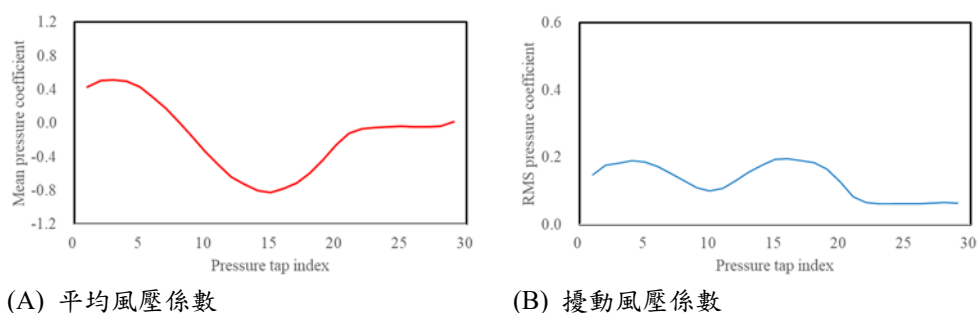 Mean pressure coefficient
1.2
0.8
0.4
0.0
-0.4
-0.8
-1.2
0 5 10 15 20 25 30
Pressure tap index
(A) 平均風壓係數
RMS pressure coefficient
0.6
0.4
0.2
0.0
0 5 10 15 20 25 30
Pressure tap index
(B) 擾動風壓係數